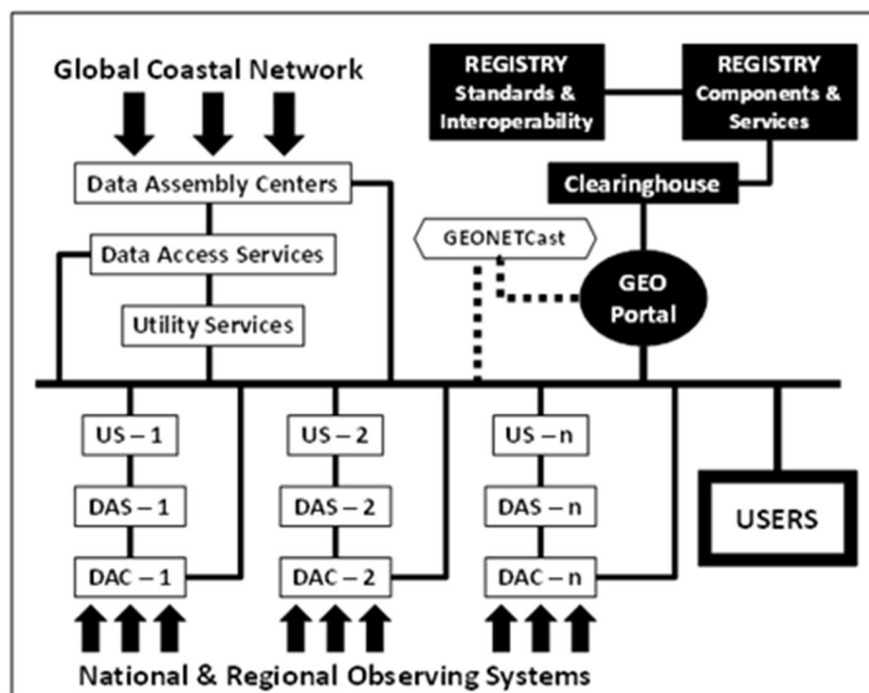 Global Coastal Network
REGISTRY
Standards &
Interoperability
REGISTRY
Components &
Services
Data Assembly Centers
Clearinghouse
Data Access Services
GEONETCast
GEO
Portal
Utility Services
US – 1
US – 2
US – n
DAS – 1
DAS – 2
DAS – n
USERS
DAC – 1
DAC – 2
DAC – n
National & Regional Observing Systems